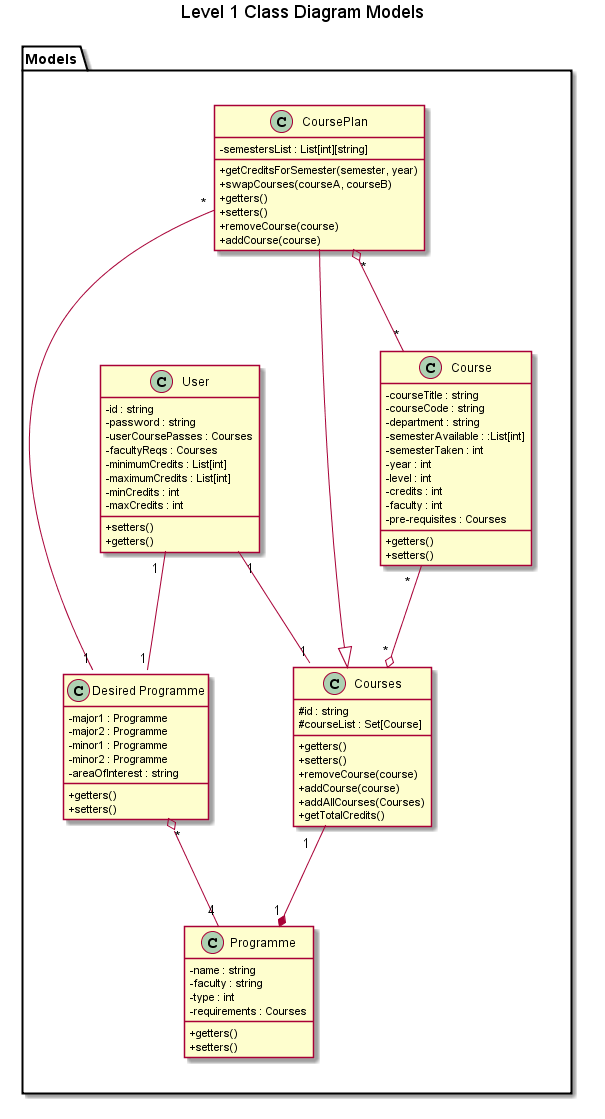 Level 1 Class Diagram Models
Models
C CoursePlan
-semestersList : List[int][string]
+getCreditsForSemester(semester, year)
+swapCourses(courseA, courseB)
+getters()
+setters()
+removeCourse(course)
+addCourse(course)
*
*
*
C User
-id : string
-password : string
-userCoursePasses : Courses
-facultyReqs : Courses
-minimumCredits : List[int]
-maximumCredits : List[int]
-minCredits : int
-maxCredits : int
+setters()
+getters()
C Course
-courseTitle : string
-courseCode : string
-department : string
-semesterAvailable : :List[int]
-semesterTaken : int
-year : int
-level : int
-credits : int
-faculty : int
-pre-requisites : Courses
+getters()
+setters()
1
1
*
1
1
1
*
C Desired Programme
-major1 : Programme
-major2 : Programme
-minor1 : Programme
-minor2 : Programme
-areaOfInterest : string
+getters()
+setters()
C Courses
#id : string
#courseList : Set[Course]
+getters()
+setters()
+removeCourse(course)
+addCourse(course)
+addAllCourses(Courses)
+getTotalCredits()
*
1
4
1
C Programme
-name : string
-faculty : string
-type : int
-requirements : Courses
+getters()
+setters()